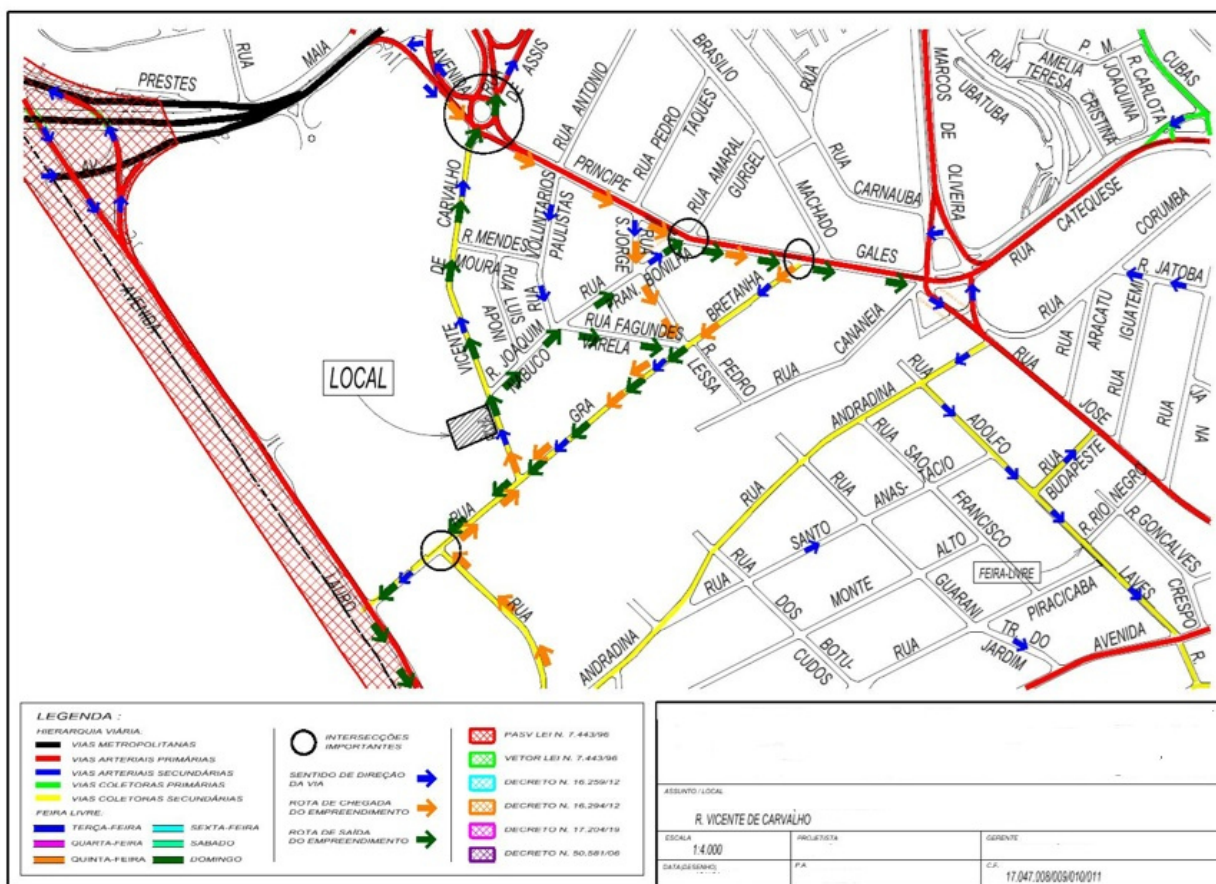 PRESTES
RUA
MAIA
AVENIDA
RUA
DE
ASSIS
RUA ANTONIO
BRASILIO
MACHADO
RUA PEDRO
TAQUES
RUA AMARAL
GURGEL
RUA
RUA
CARNAUBA
MARCOS
DE
OLIVEIRA
UBATUBA
RUA
AMELIA
TERESA
CRISTINA
P. M.
JOAQUINA
R. CARLOTA
CUBAS
CATEQUESE
RUA
CORUMBA
RUA
R. JATOBA
PRINCIPE
GALES
VOLUNTARIOS
PAULISTAS
RUA
S. JORGE
RUA
CARVALHO
DE
VICENTE
R. MENDES
MOURA
RUA LUIS
R. JOAQUIM
NABUCO
RUA
FRAN. BONILHA
RUA FAGUNDES
VARELA
BRETANHA
GRA
RUA
R. PEDRO
LESSA
RUA
CANANEIA
AVENIDA
LAURO
AV.
LOCAL
RUA
ANDRADINA
RUA
ANDRADINA
RUA
ADOLFO
LAVES
RUA
JOSE
RUA
ARACATU
IGUATEMI
RUA
RUA
JA
NA
RUA
BUDAPESTE
R. RIO NEGRO
R. GONCALVES
CRESPO
FEIRA-LIVRE
RUA
SAO
FRANCISCO
RUA
SANTO
ANAS-
TÁCIO
RUA
ALTO
MONTE
DOS
RUA
BOTU-
CUDOS
GUARANI
RUA
PIRACICABA
TR. DO
JARDIM
AVENIDA
R.
LEGENDA :
HIERARQUIA VIÁRIA:
VIAS METROPOLITANAS
VIAS ARTERIAIS PRIMÁRIAS
VIAS ARTERIAIS SECUNDÁRIAS
VIAS COLETORAS PRIMÁRIAS
VIAS COLETORAS SECUNDÁRIAS
FEIRA LIVRE:
TERÇA-FEIRA SEXTA-FEIRA
QUARTA-FEIRA SÁBADO
QUINTA-FEIRA DOMINGO
INTERSECÇÕES
IMPORTANTES
SENTIDO DE DIREÇÃO
DA VIA
ROTA DE CHEGADA
DO EMPREENDIMENTO
ROTA DE SAÍDA
DO EMPREENDIMENTO
PASV LEI N. 7.443/96
VETOR LEI N. 7.443/96
DECRETO N. 16.259/12
DECRETO N. 16.294/12
DECRETO N. 17.204/19
DECRETO N. 50.581/06
ASSUNTO / LOCAL
R. VICENTE DE CARVALHO
ESCALA
1:4.000
PROJETISTA
GERENTE
DATA(DESENHO)
P.A.
C.F.
17.047.008/009/010/011